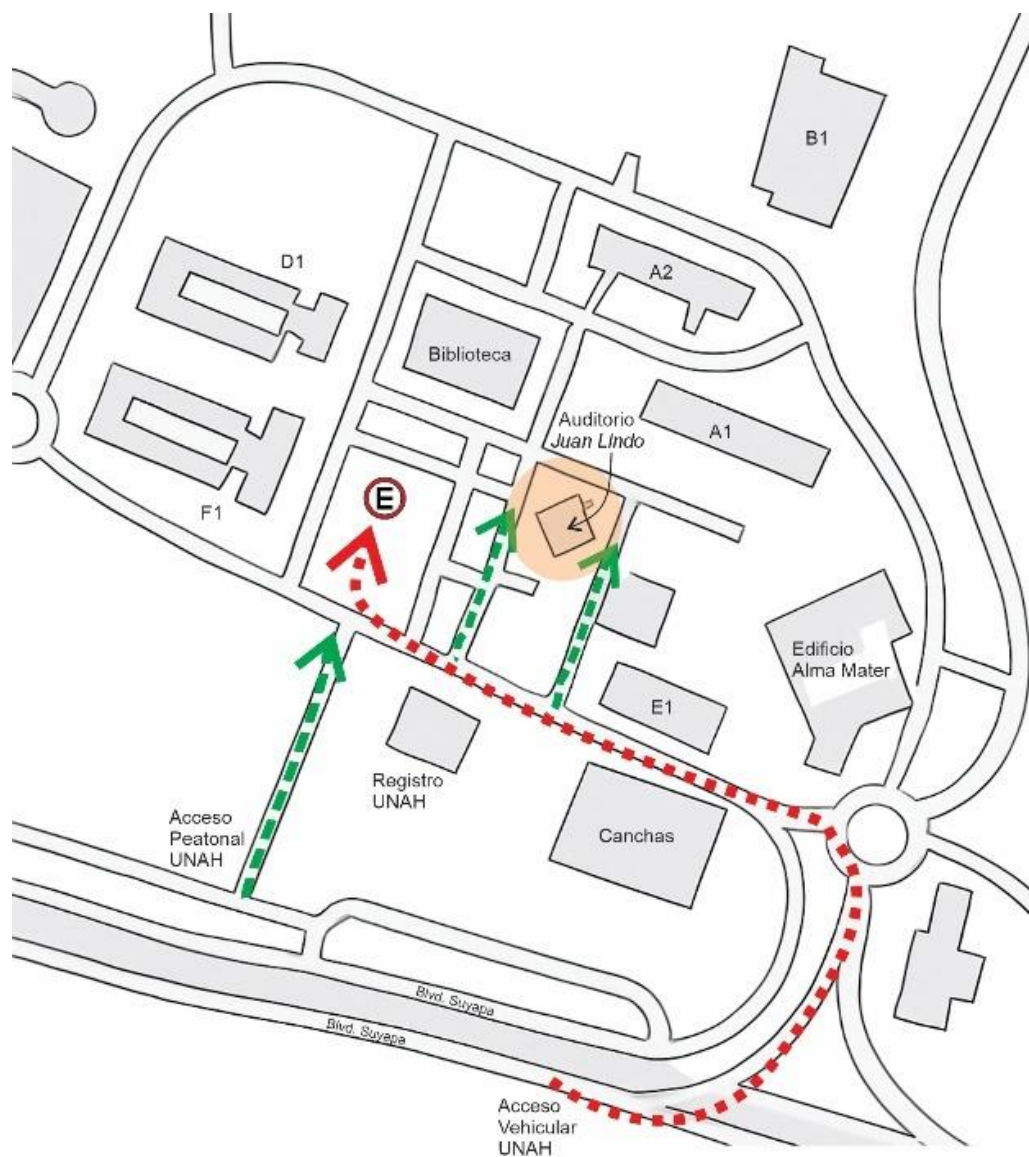 B1
D1
A2
Biblioteca
Auditorio
Juan LIndo
A1
E
F1
Edificio
Alma Mater
E1
Registro
UNAH
Acceso
Peatonal
UNAH
Canchas
Blvd. Suyapa
Blvd. Suyapa
Acceso
Vehicular
UNAH